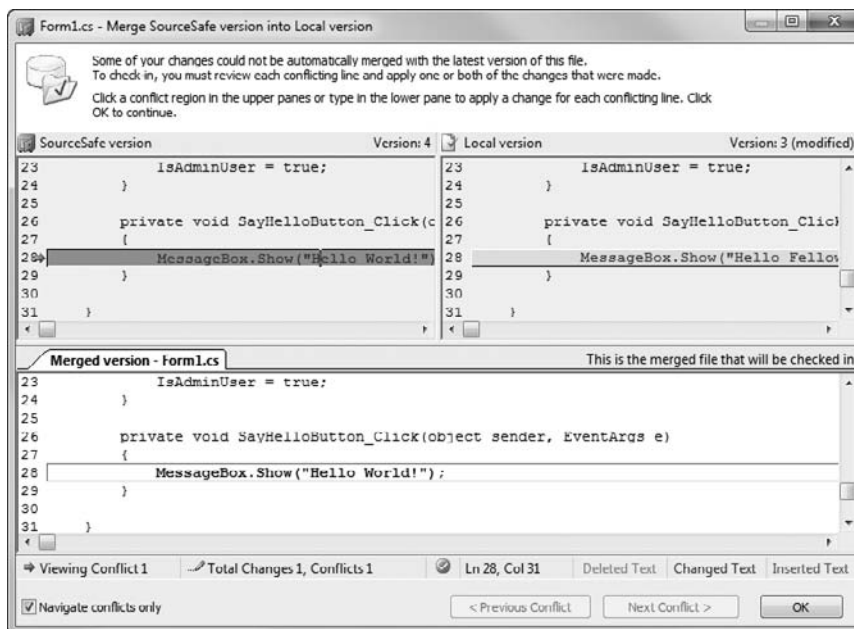 Form1.cs - Merge SourceSafe version into Local version
Some of your changes could not be automatically merged with the latest version of this file.
To check in, you must review each conflicting line and apply one or both of the changes that were made.
Click a conflict region in the upper panes or type in the lower pane to apply a change for each conflicting line. Click
OK to continue.
SourceSafe version Version: 4
23 IsAdminUser = true;
24 }
25
26 private void SayHelloButton_Click(c
27 {
28 MessageBox.Show("Hello World!")
29 }
30
31 }
Local version Version: 3 (modified)
23 IsAdminUser = true;
24 }
25
26 private void SayHelloButton_Click
27 {
28 MessageBox.Show("Hello Fellow
29 }
30
31 }
Merged version - Form1.cs This is the merged file that will be checked in
23 IsAdminUser = true;
24 }
25
26 private void SayHelloButton_Click(object sender, EventArgs e)
27 {
28 MessageBox.Show("Hello World!");
29 }
30
31 }
Viewing Conflict 1 Total Changes 1, Conflicts 1 Ln 28, Col 31 Deleted Text Changed Text Inserted Text
Navigate conflicts only < Previous Conflict Next Conflict > OK